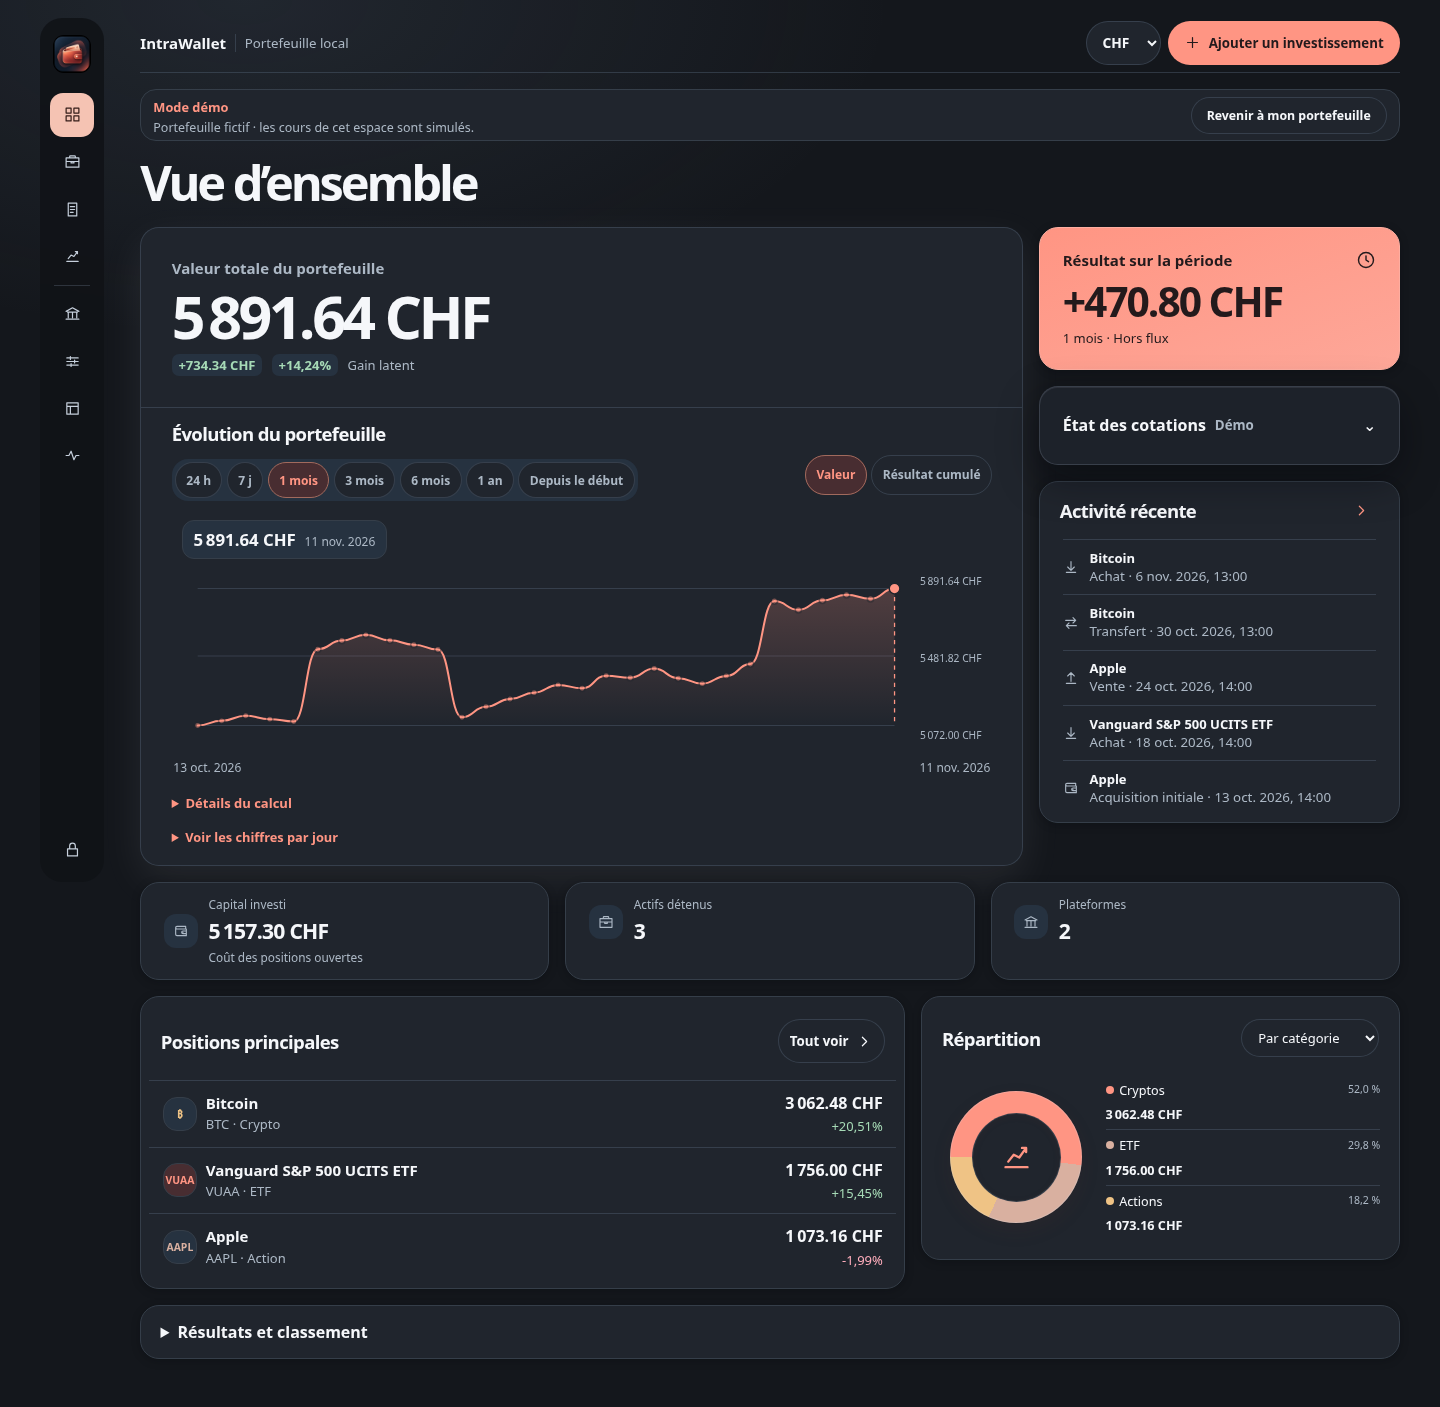 IntraWallet
Portefeuille local
CHF
Ajouter un investissement
Mode démo
Portefeuille fictif · les cours de cet espace sont simulés.
Revenir à mon portefeuille
Vue d’ensemble
Valeur totale du portefeuille
5 891.64 CHF
+734.34 CHF
+14,24%
Gain latent
Évolution du portefeuille
24 h
7 j
1 mois
3 mois
6 mois
1 an
Depuis le début
Valeur
Résultat cumulé
5 891.64 CHF 11 nov. 2026
5 891.64 CHF
5 481.82 CHF
5 072.00 CHF
13 oct. 2026
11 nov. 2026
Détails du calcul
Voir les chiffres par jour
Résultat sur la période
+470.80 CHF
1 mois · Hors flux
État des cotations Démo
Activité récente
Bitcoin
Achat · 6 nov. 2026, 13:00
Bitcoin
Transfert · 30 oct. 2026, 13:00
Apple
Vente · 24 oct. 2026, 14:00
Vanguard S&P 500 UCITS ETF
Achat · 18 oct. 2026, 14:00
Apple
Acquisition initiale · 13 oct. 2026, 14:00
Capital investi
5 157.30 CHF
Coût des positions ouvertes
Actifs détenus
3
Plateformes
2
Positions principales
Tout voir
₿
Bitcoin
BTC · Crypto
3 062.48 CHF
+20,51%
VUAA
Vanguard S&P 500 UCITS ETF
VUAA · ETF
1 756.00 CHF
+15,45%
AAPL
Apple
AAPL · Action
1 073.16 CHF
-1,99%
Répartition
Par catégorie
Cryptos
52,0 %
3 062.48 CHF
ETF
29,8 %
1 756.00 CHF
Actions
18,2 %
1 073.16 CHF
Résultats et classement